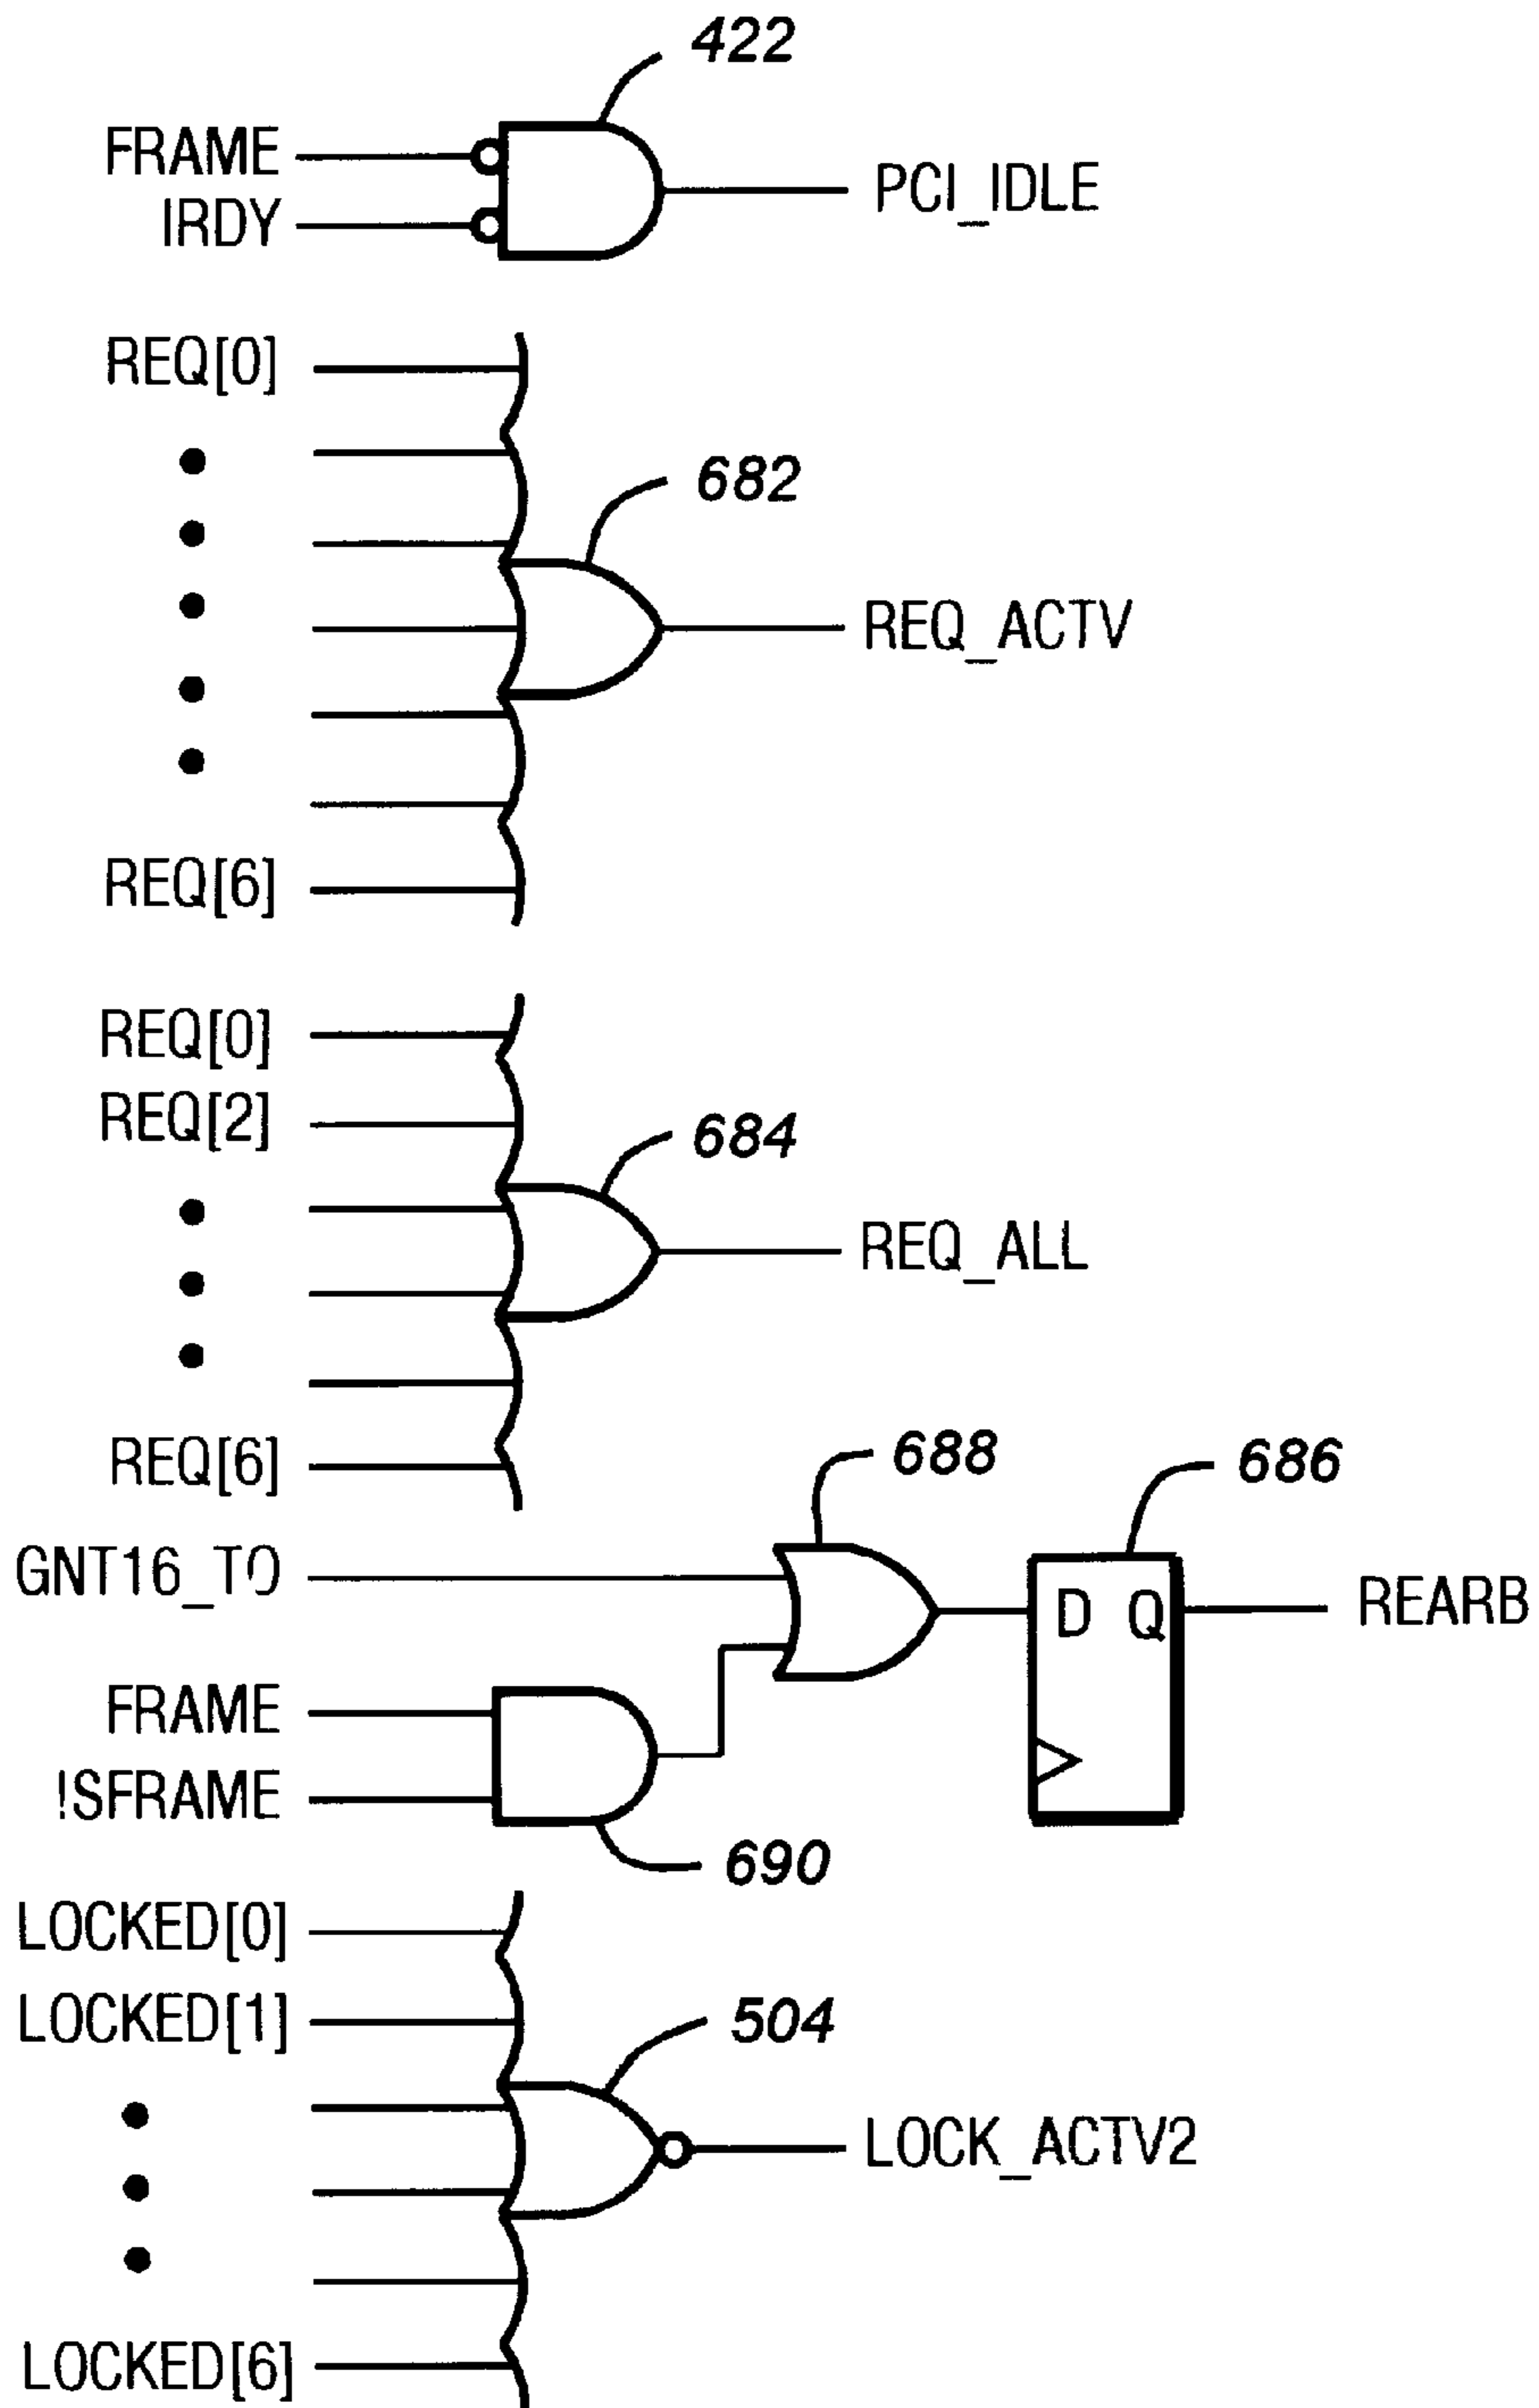 422
FRAME
IRDY
PCI_IDLE
REQ[0]
682
REQ_ACTV
REQ[6]
REQ[0]
REQ[2]
684
REQ_ALL
REQ[6]
688
686
GNT16_TO
D Q
REARB
FRAME
!SFRAME
690
LOCKED[0]
LOCKED[1]
504
LOCK_ACTV2
LOCKED[6]